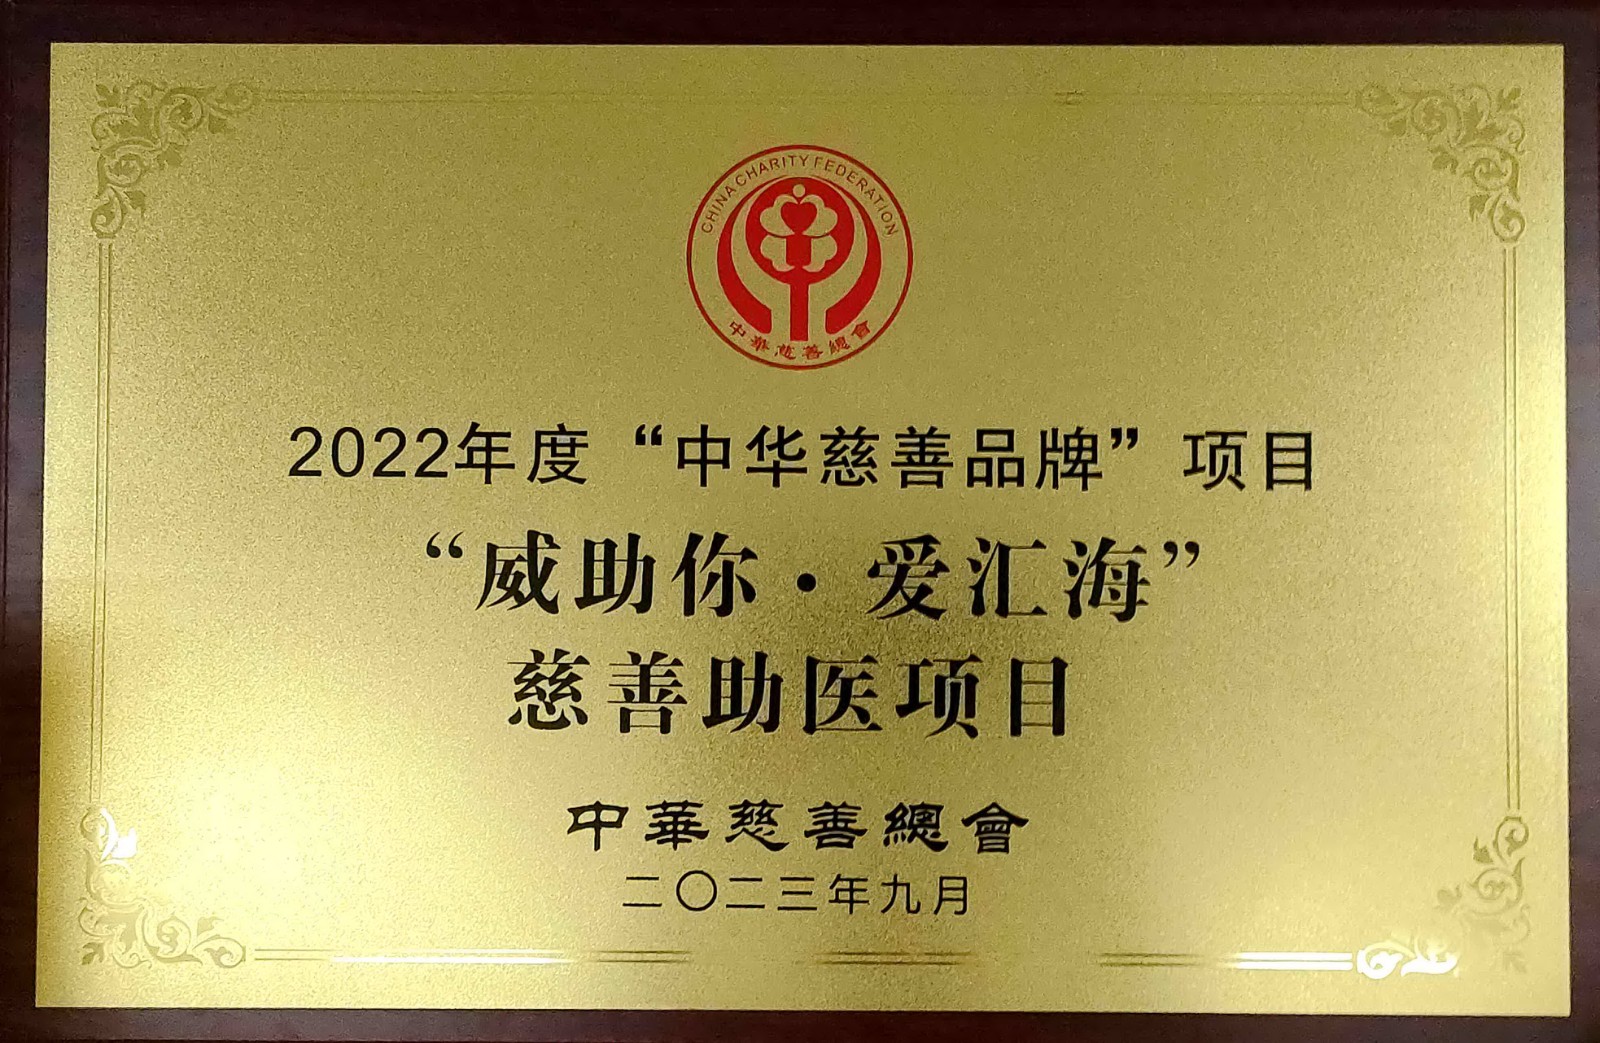 CHINA CHARITY FEDERATION
中華慈善總會
2022年度“中华慈善品牌”项目
“威助你·爱汇海”
慈善助医项目
中華慈善總會
二〇二三年九月